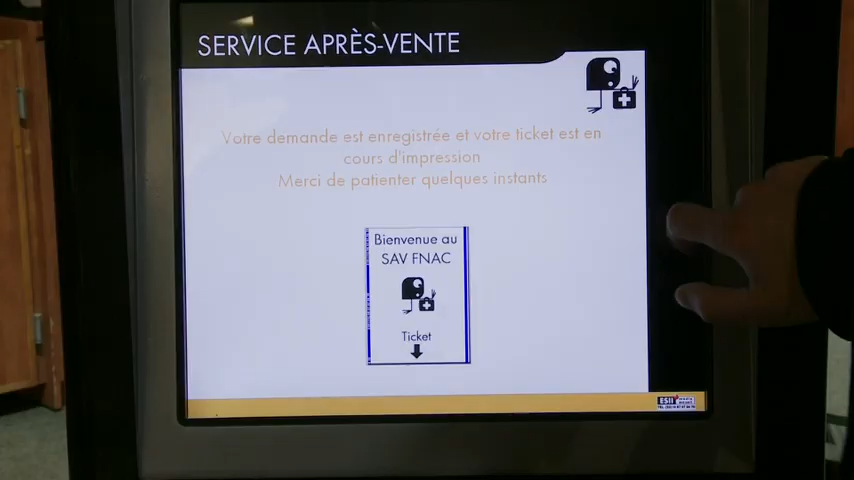 SERVICE APRÈS-VENTE
Votre demande est enregistrée et votre ticket est en
cours d'impression
Merci de patienter quelques instants
Bienvenue au
SAV FNAC
Ticket
ESII